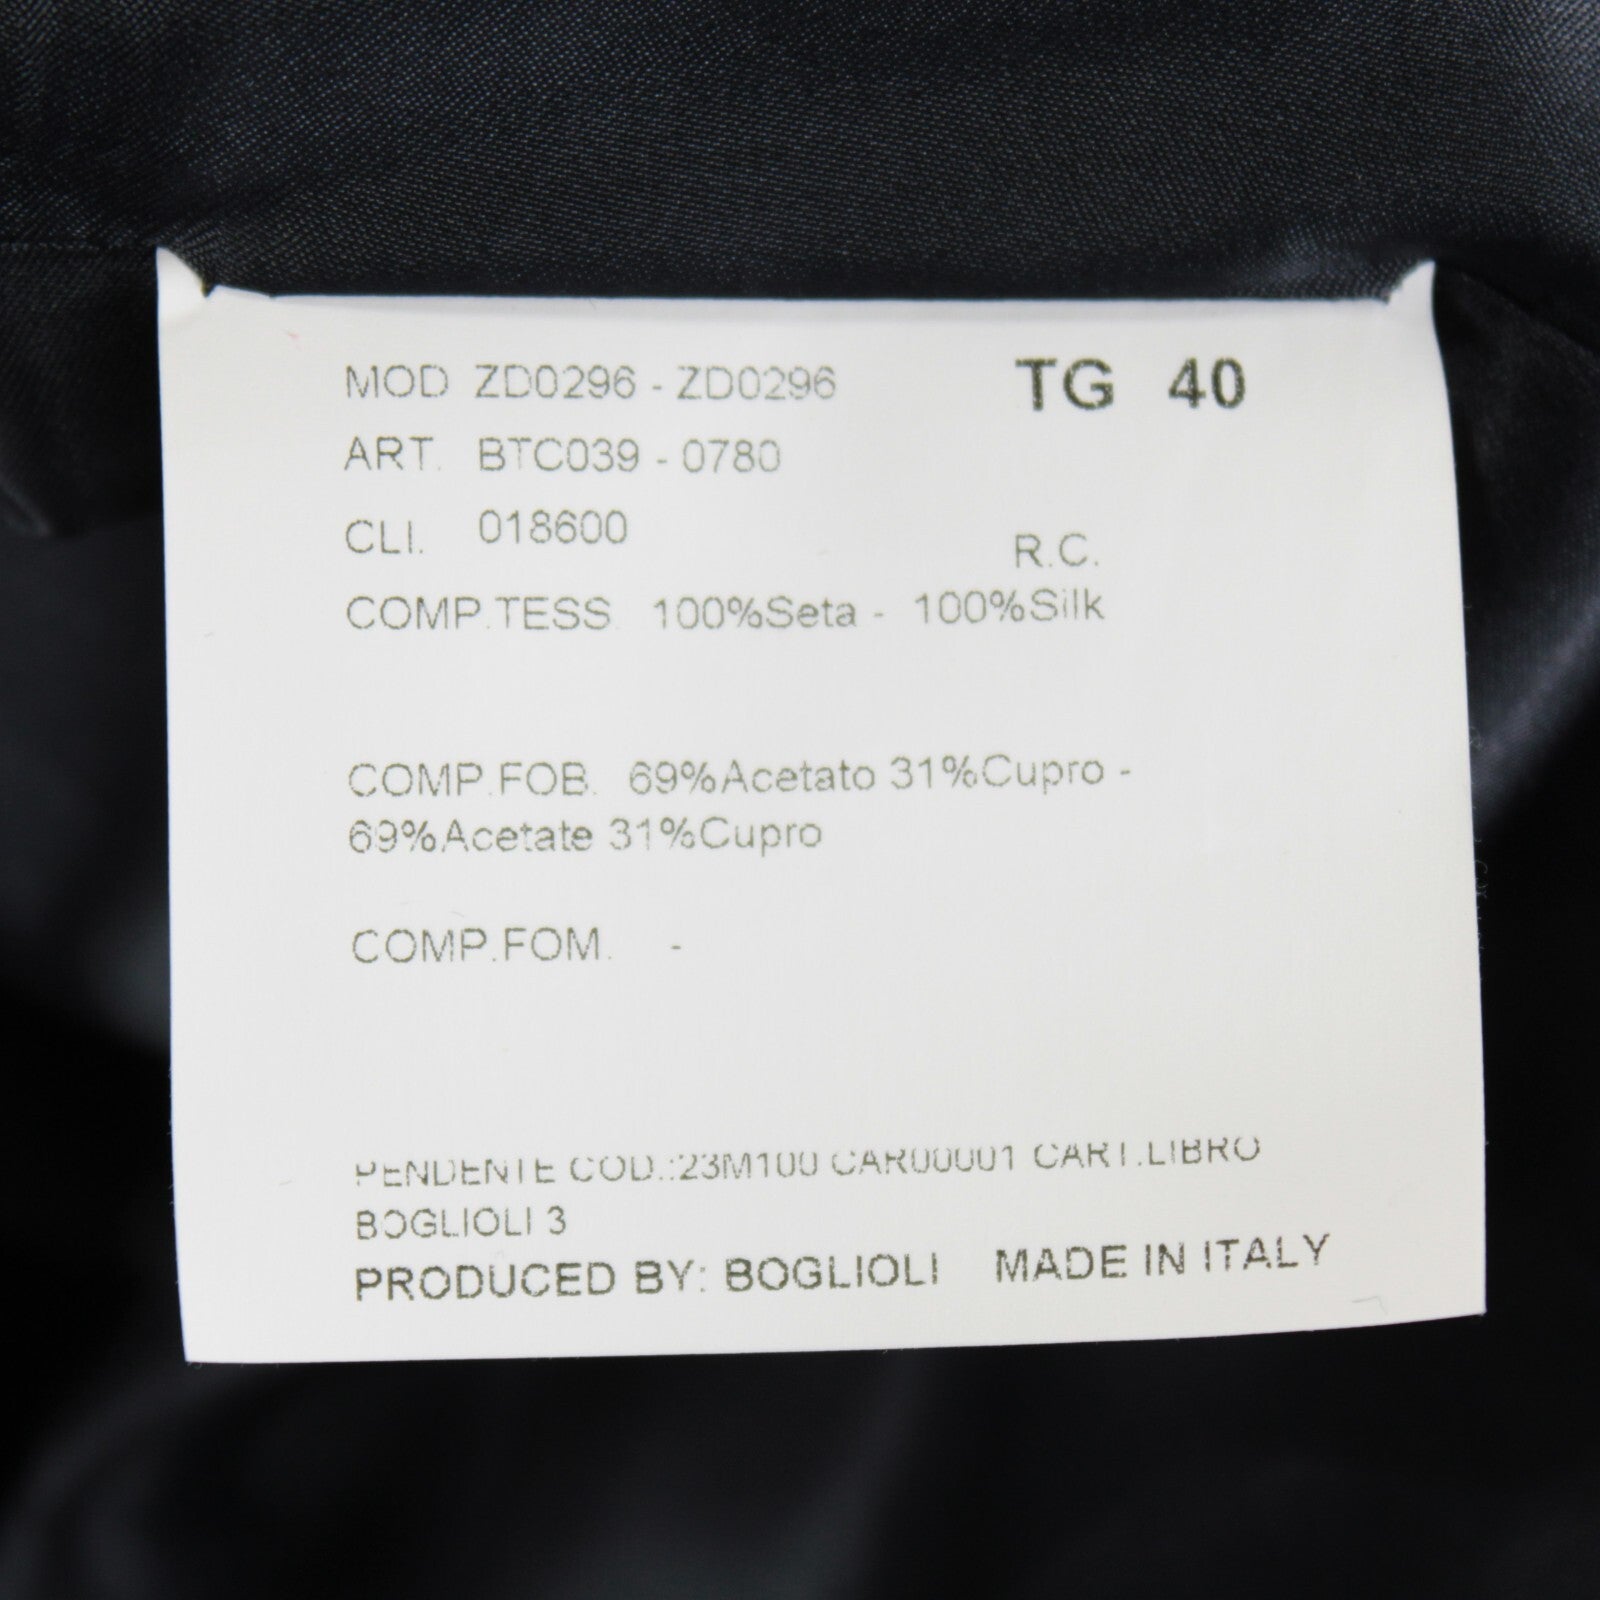 MOD ZD0296 - ZD0296 TG 40
ART. BTC039 - 0780
CLI. 018600
R.C.
COMP.TESS. 100%Seta - 100%Silk
COMP.FOB. 69%Acetato 31%Cupro -
69%Acetate 31%Cupro
COMP.FOM. -
PENDENTE COD.:23M100 CAR00001 CART.LIBRO
BOGLIOLI 3
PRODUCED BY: BOGLIOLI MADE IN ITALY